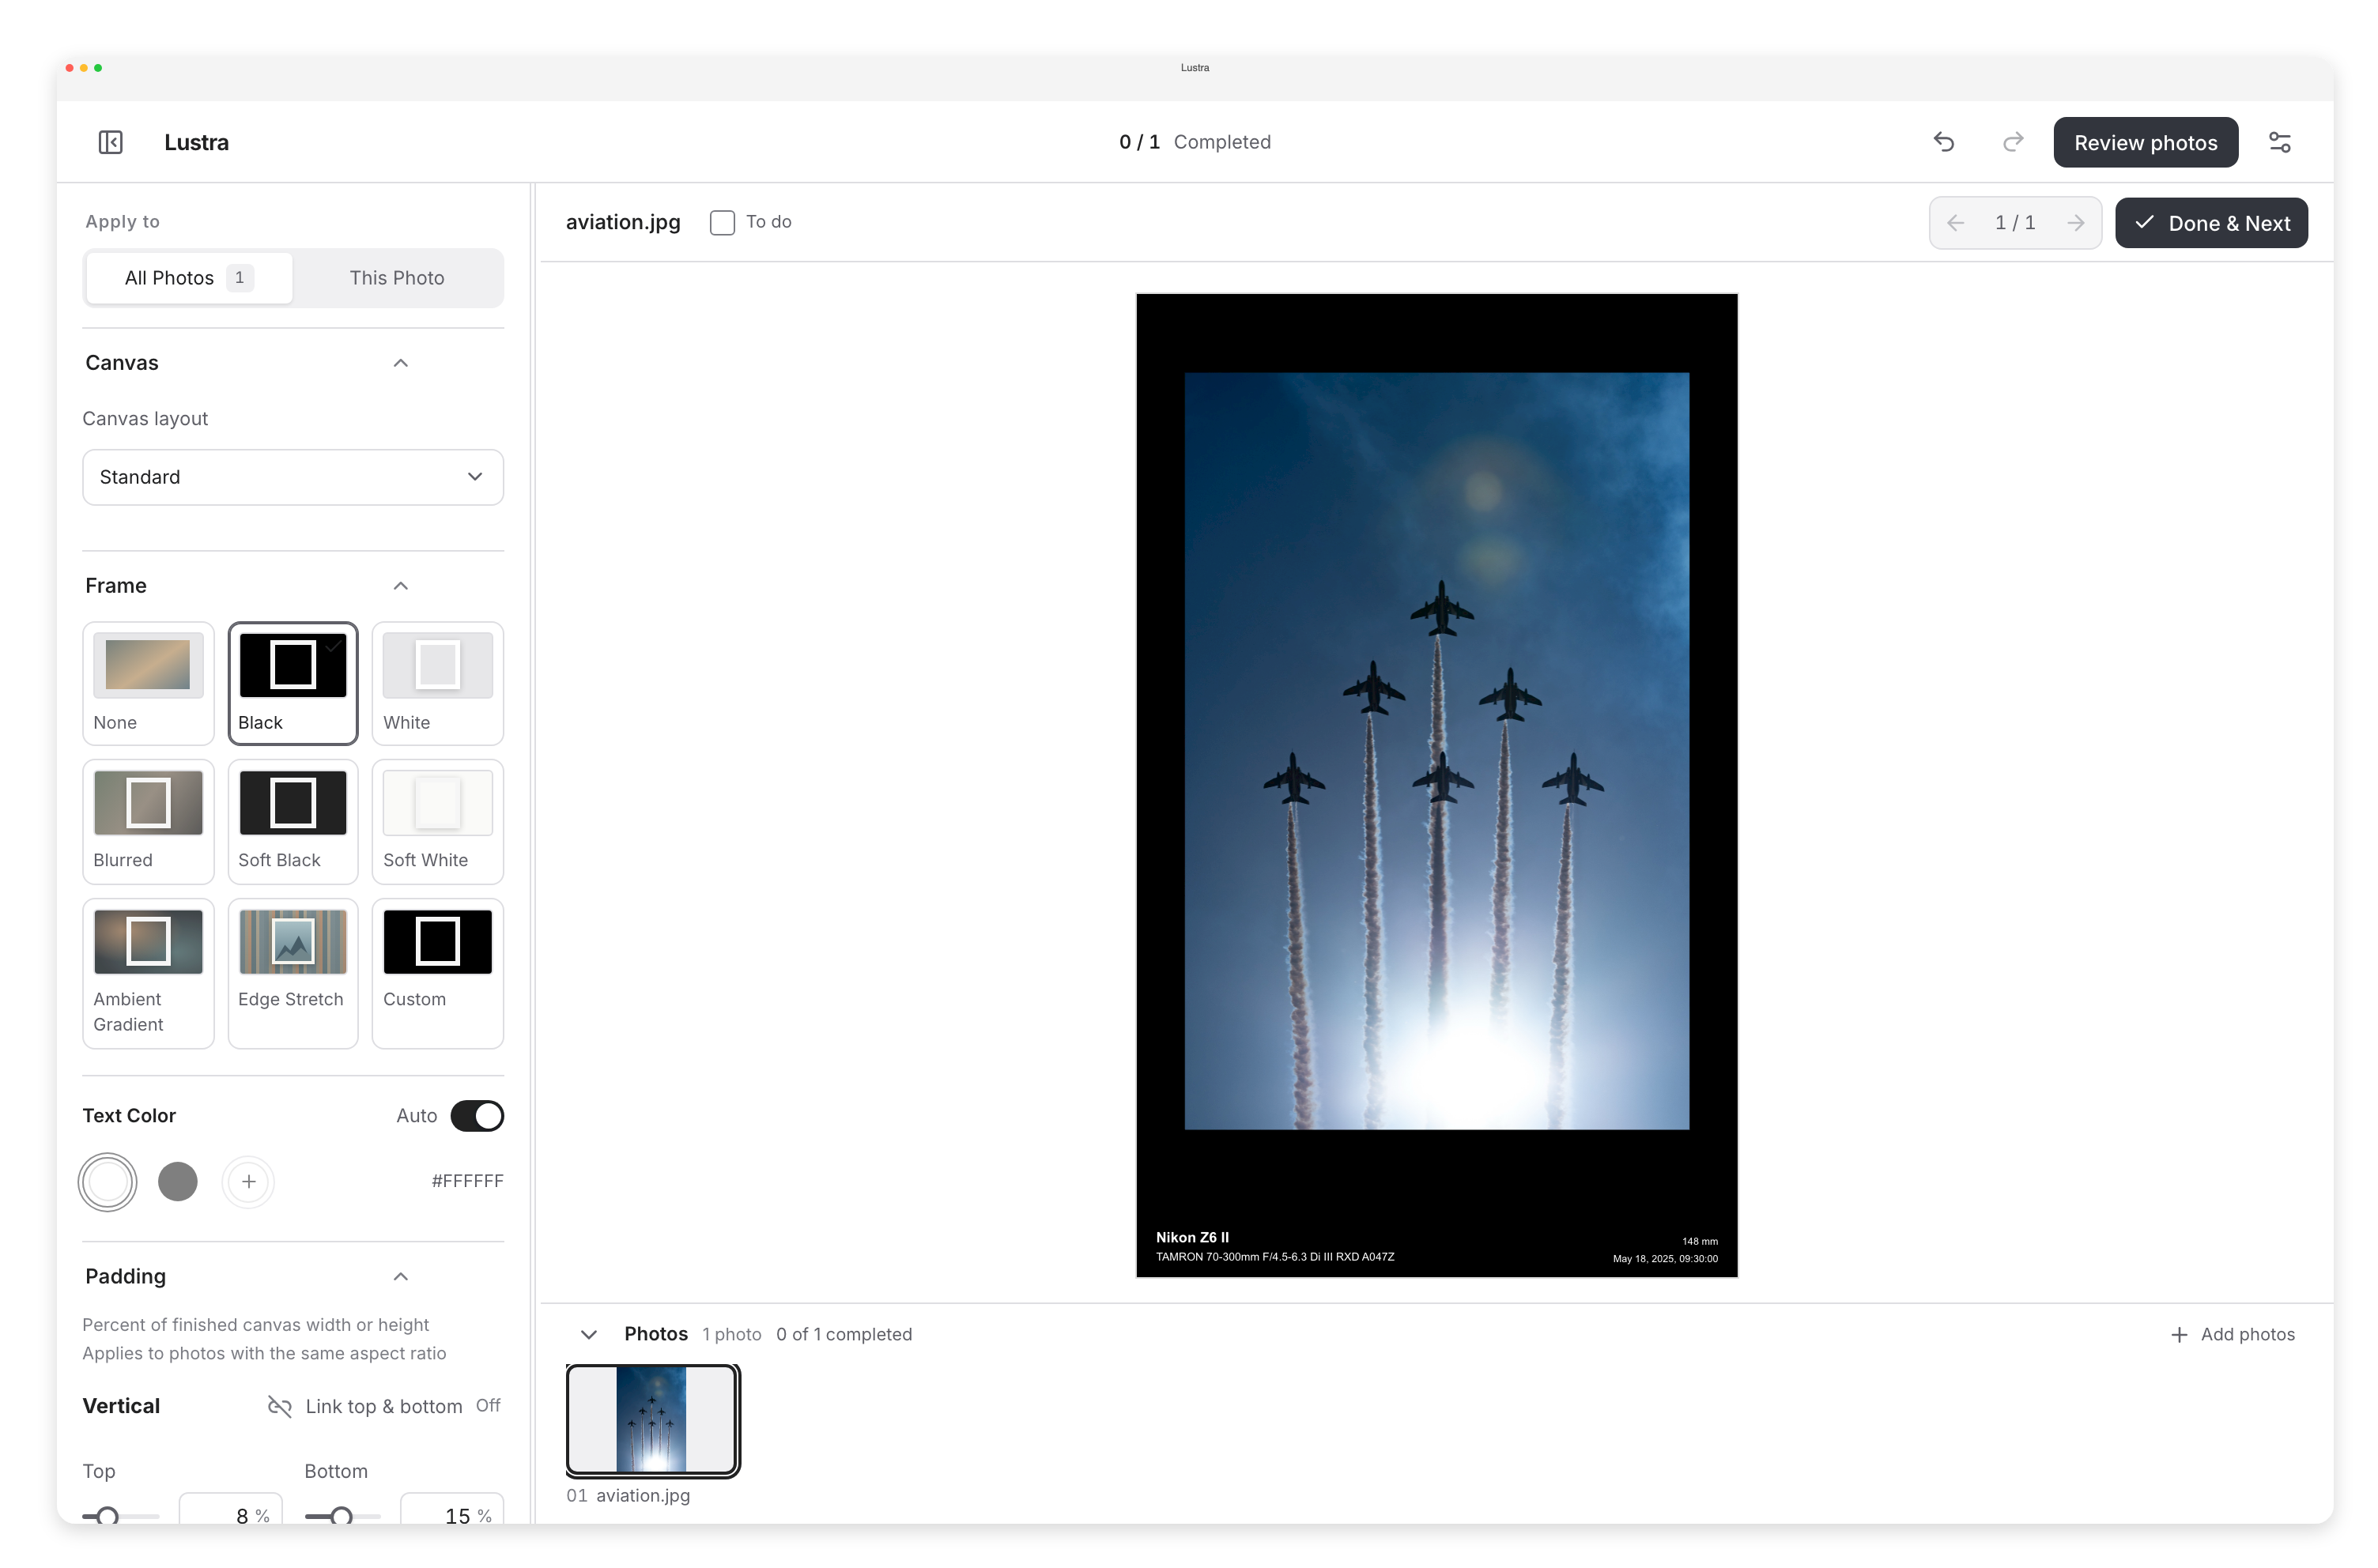 Lustra
Lustra
0 / 1 Completed
Review photos
Apply to
All Photos 1
This Photo
aviation.jpg
To do
1 / 1
Done & Next
Canvas
Canvas layout
Standard
Frame
None
Black
White
Blurred
Soft Black
Soft White
Ambient
Gradient
Edge Stretch
Custom
Text Color
Auto
#FFFFFF
Padding
Percent of finished canvas width or height
Applies to photos with the same aspect ratio
Vertical
Link top & bottom Off
Top
Bottom
8 %
15 %
Nikon Z6 II
TAMRON 70-300mm F/4.5-6.3 Di III RXD A047Z
148 mm
May 18, 2025, 09:30:00
Photos 1 photo 0 of 1 completed
Add photos
01 aviation.jpg